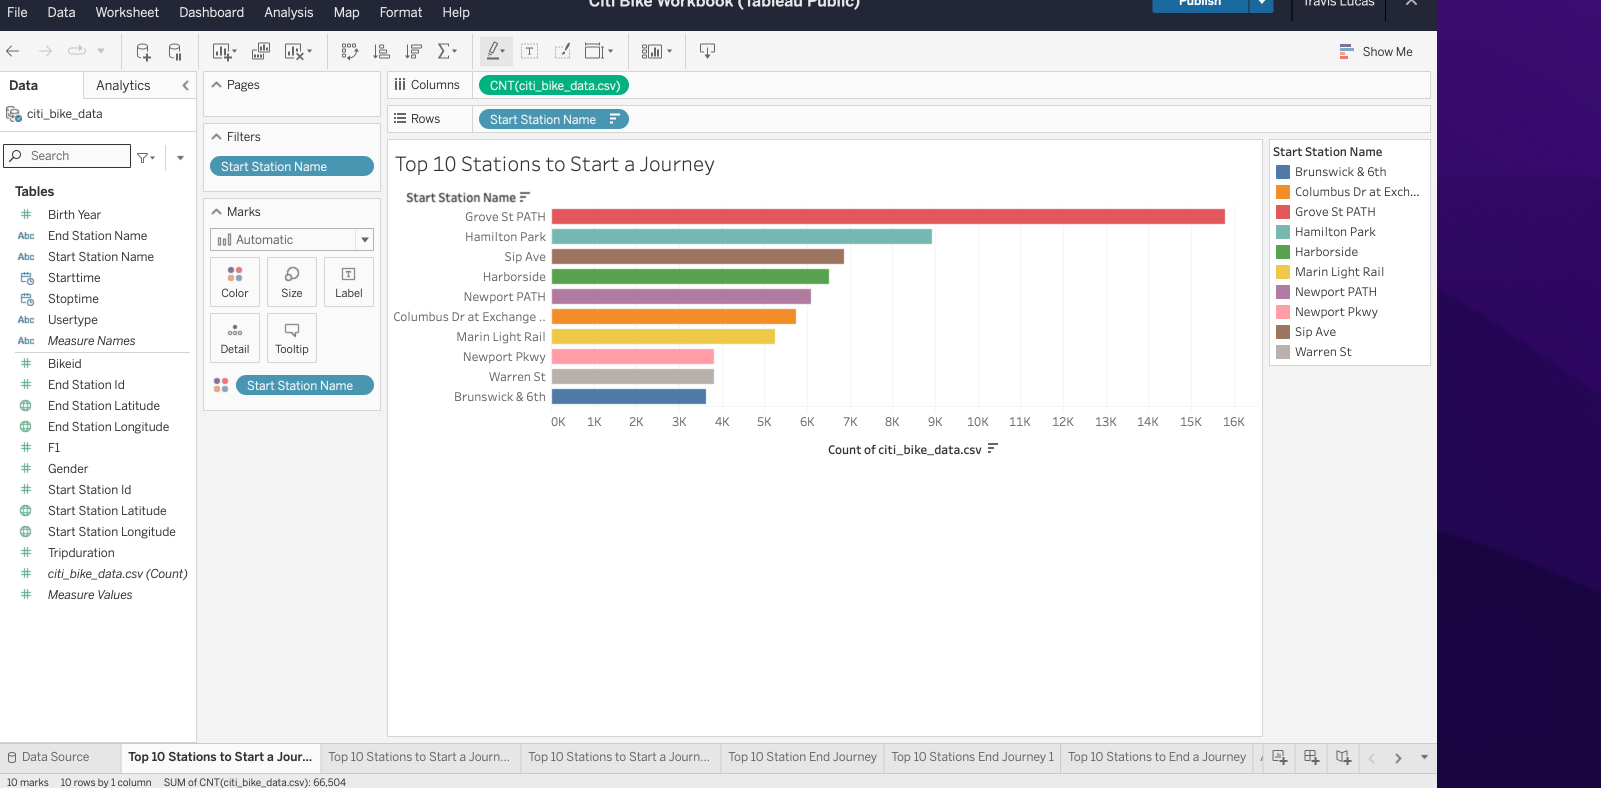 Citi Bike Workbook (Tableau Public)
Publish
Travis Lucas
File Data Worksheet Dashboard Analysis Map Format Help
Show Me
Data Analytics
citi_bike_data
Search
Tables
Birth Year
Abc End Station Name
Abc Start Station Name
Starttime
Stoptime
Abc Usertype
Abc Measure Names
Bikeid
End Station Id
End Station Latitude
End Station Longitude
F1
Gender
Start Station Id
Start Station Latitude
Start Station Longitude
Tripduration
citi_bike_data.csv (Count)
Measure Values
Pages
Filters
Start Station Name
Marks
Automatic
Color Size Label
Detail Tooltip
Start Station Name
Columns CNT(citi_bike_data.csv)
Rows Start Station Name
Top 10 Stations to Start a Journey
Start Station Name
Grove St PATH
Hamilton Park
Sip Ave
Harborside
Newport PATH
Columbus Dr at Exchange ..
Marin Light Rail
Newport Pkwy
Warren St
Brunswick & 6th
0K 1K 2K 3K 4K 5K 6K 7K 8K 9K 10K 11K 12K 13K 14K 15K 16K
Count of citi_bike_data.csv
Start Station Name
Brunswick & 6th
Columbus Dr at Exch...
Grove St PATH
Hamilton Park
Harborside
Marin Light Rail
Newport PATH
Newport Pkwy
Sip Ave
Warren St
Data Source Top 10 Stations to Start a Jour... Top 10 Stations to Start a Journ... Top 10 Stations to Start a Journ... Top 10 Station End Journey Top 10 Stations End Journey 1 Top 10 Stations to End a Journey
10 marks 10 rows by 1 column SUM of CNT(citi_bike_data.csv): 66,504